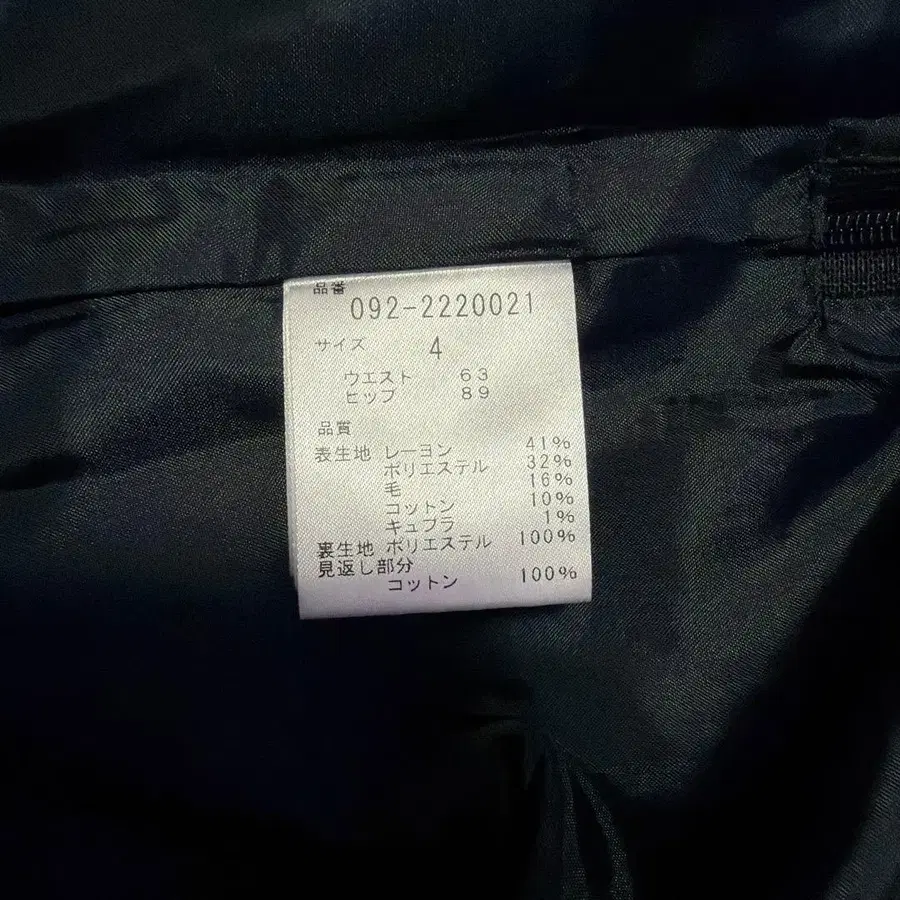 品番
092-2220021
サイズ 4
ウエスト 63
ヒップ 89
品質
表生地 レーヨン 41%
ポリエステル 32%
毛 16%
コットン 10%
キュプラ 1%
裏生地 ポリエステル 100%
見返し部分
コットン 100%